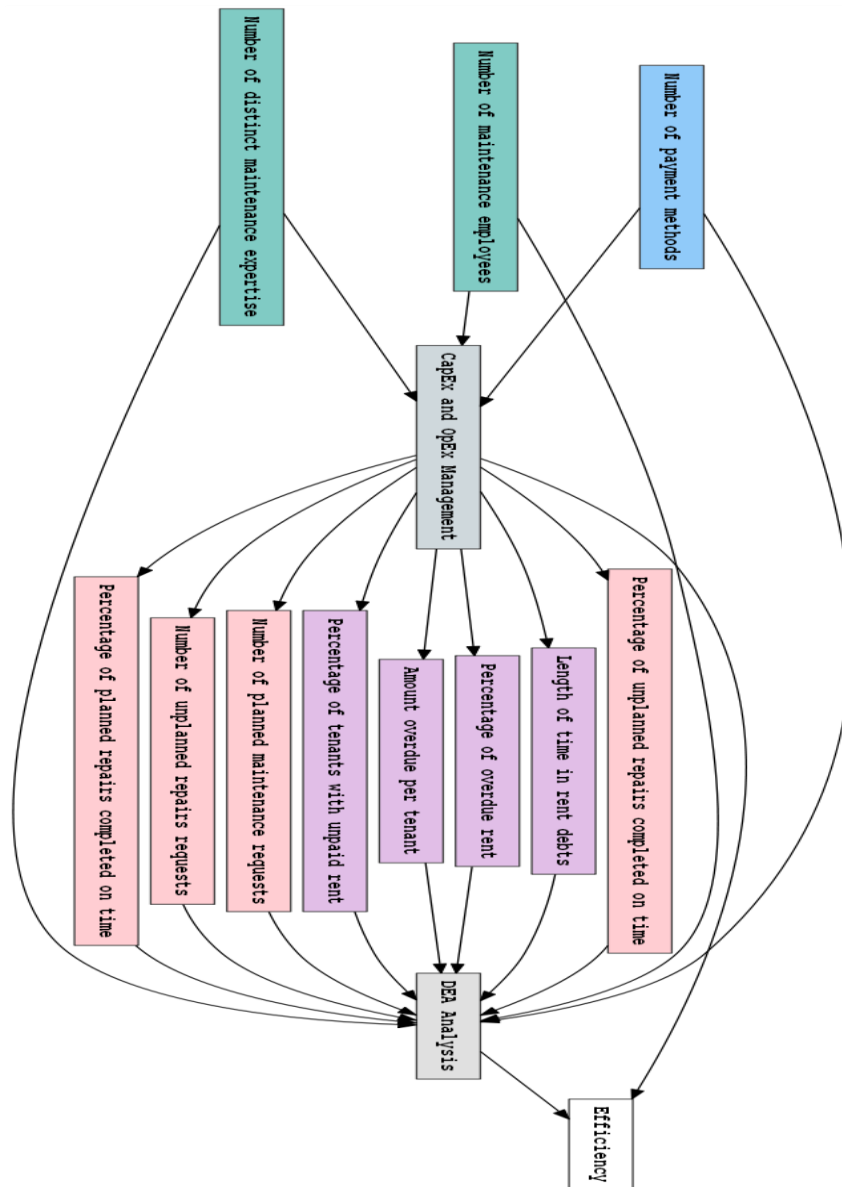 Number of payment methods
Number of maintenance employees
Number of distinct maintenance expertise
CapEx and OpEx Management
Percentage of unplanned repairs completed on time
Length of time in rent debts
Percentage of overdue rent
Amount overdue per tenant
Percentage of tenants with unpaid rent
Number of planned maintenance requests
Number of unplanned repairs requests
Percentage of planned repairs completed on time
DEA Analysis
Efficiency